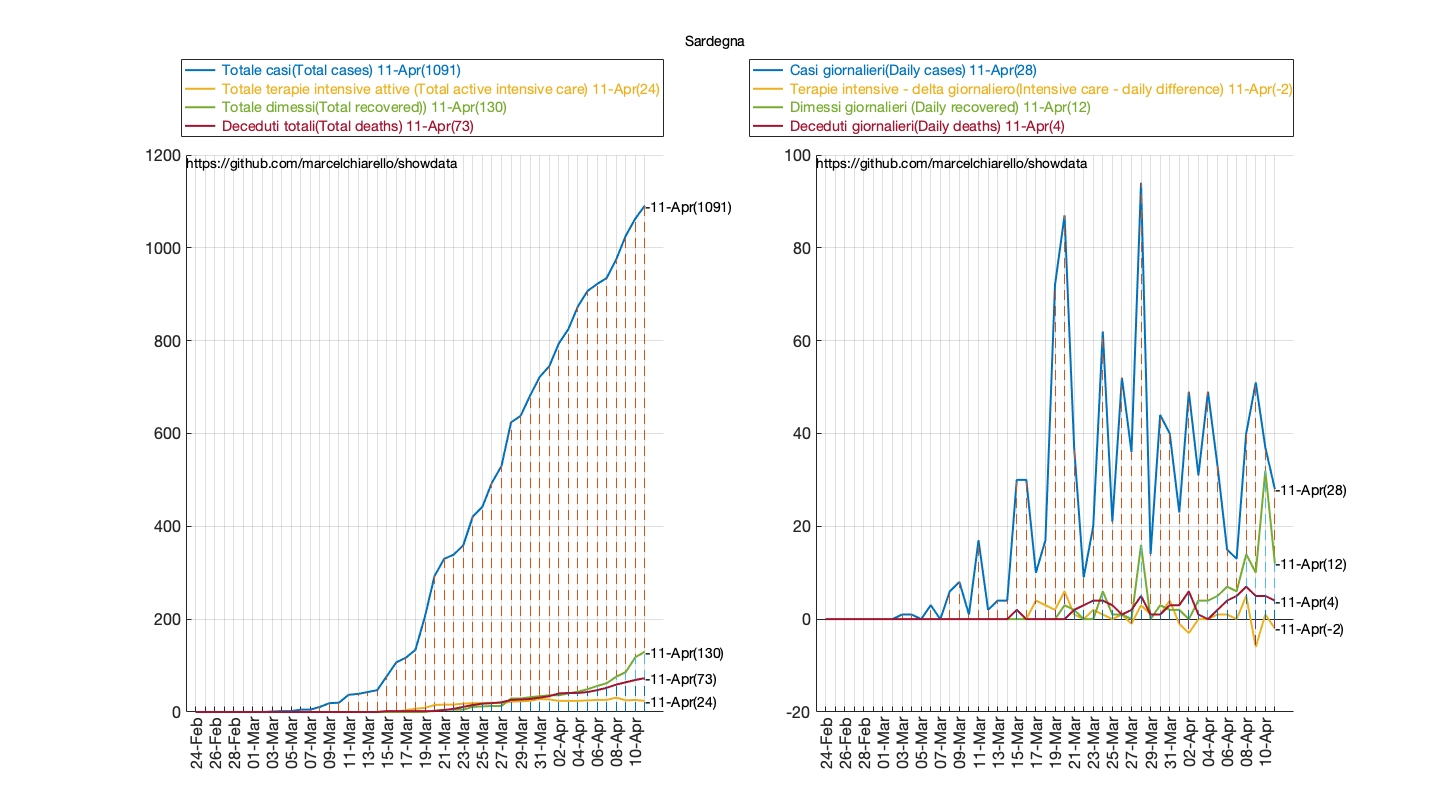 Sardegna
Totale casi(Total cases) 11-Apr(1091)
Totale terapie intensive attive (Total active intensive care) 11-Apr(24)
Totale dimessi(Total recovered)) 11-Apr(130)
Deceduti totali(Total deaths) 11-Apr(73)
1200
https://github.com/marcelchiarello/showdata
-11-Apr(1091)
1000
800
600
400
200
-11-Apr(130)
-11-Apr(73)
-11-Apr(24)
0
24-Feb
26-Feb
28-Feb
01-Mar
03-Mar
05-Mar
07-Mar
09-Mar
11-Mar
13-Mar
15-Mar
17-Mar
19-Mar
21-Mar
23-Mar
25-Mar
27-Mar
29-Mar
31-Mar
02-Apr
04-Apr
06-Apr
08-Apr
10-Apr
Casi giornalieri(Daily cases) 11-Apr(28)
Terapie intensive - delta giornaliero(Intensive care - daily difference) 11-Apr(-2)
Dimessi giornalieri (Daily recovered) 11-Apr(12)
Deceduti giornalieri(Daily deaths) 11-Apr(4)
100
https://github.com/marcelchiarello/showdata
80
60
40
-11-Apr(28)
20
-11-Apr(12)
-11-Apr(4)
0
-11-Apr(-2)
-20
24-Feb
26-Feb
28-Feb
01-Mar
03-Mar
05-Mar
07-Mar
09-Mar
11-Mar
13-Mar
15-Mar
17-Mar
19-Mar
21-Mar
23-Mar
25-Mar
27-Mar
29-Mar
31-Mar
02-Apr
04-Apr
06-Apr
08-Apr
10-Apr